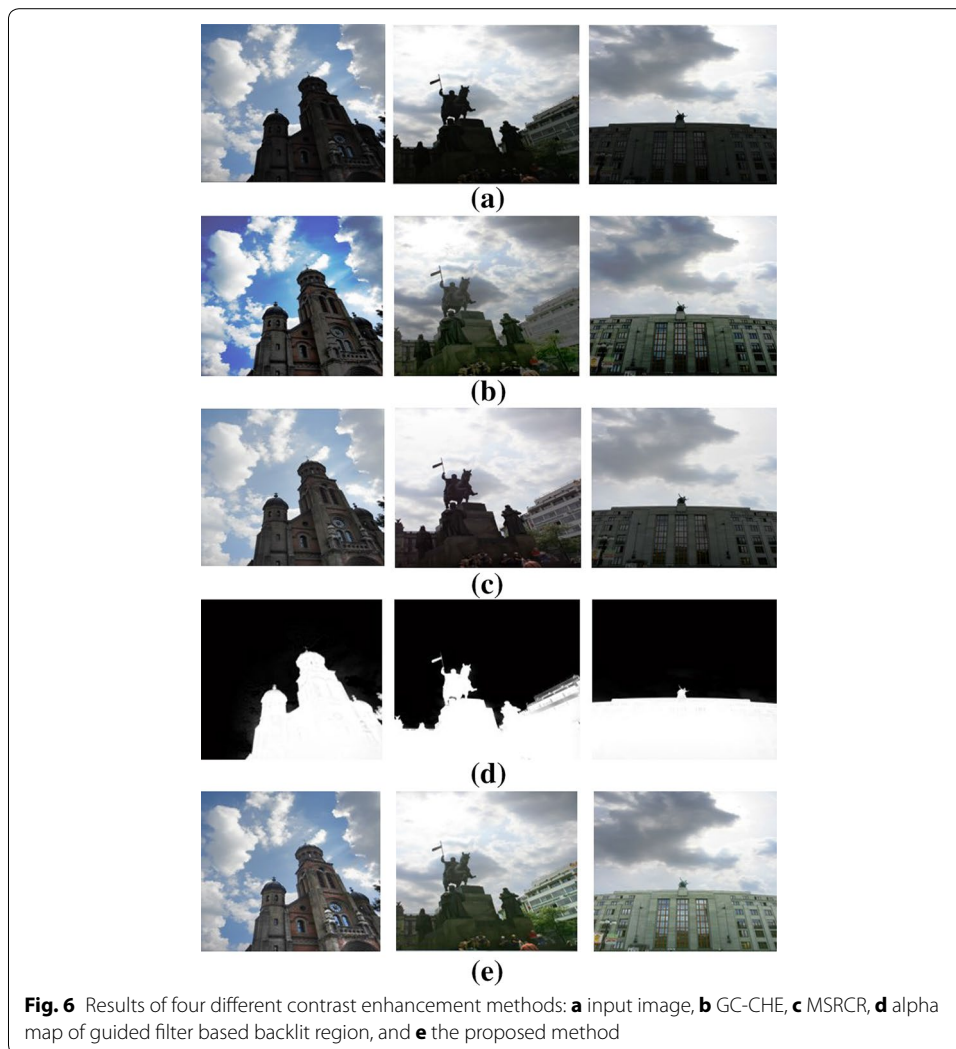 (a)
(b)
(c)
(d)
(e)
Fig. 6 Results of four different contrast enhancement methods: a input image, b GC-CHE, c MSRCR, d alpha
map of guided filter based backlit region, and e the proposed method